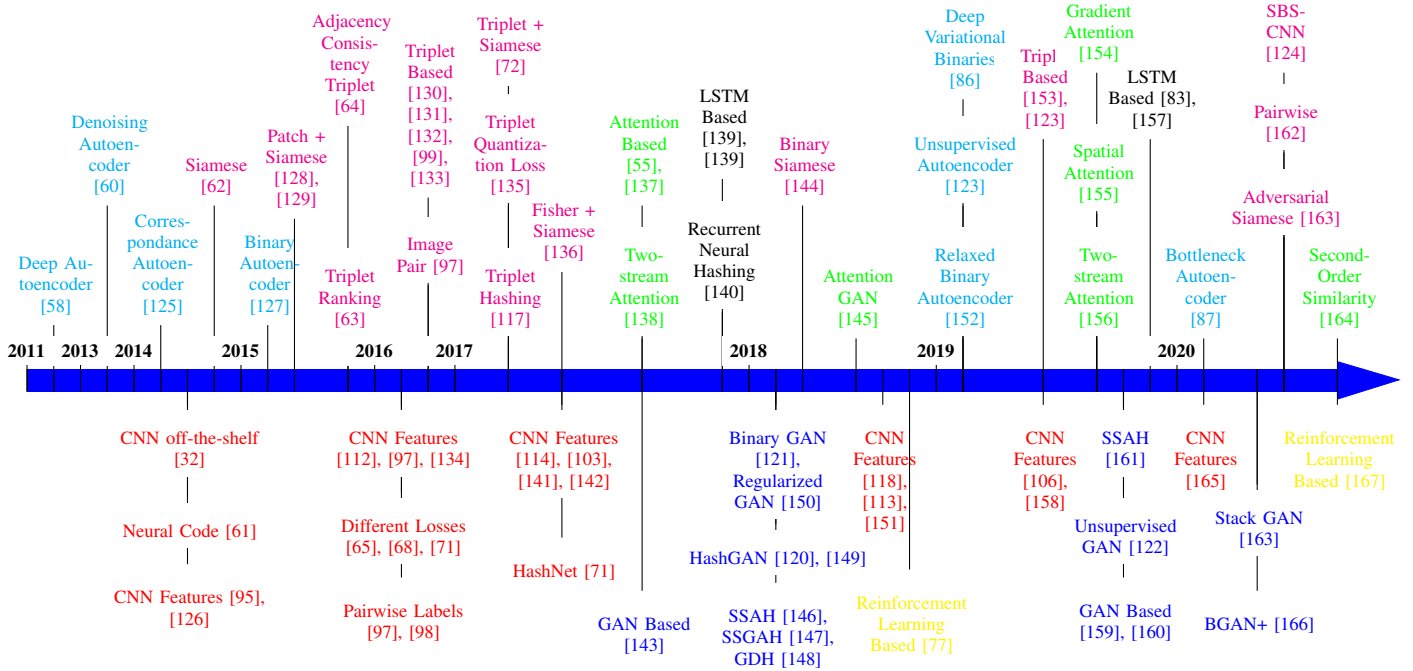 Deep Au-
toencoder
[58]
Denoising
Autoen-
coder
[60]
Corres-
pondance
Autoen-
coder
[125]
Siamese
[62]
Binary
Autoen-
coder
[127]
Patch +
Siamese
[128],
[129]
Adjacency
Consis-
tency
Triplet
[64]
Triplet
Ranking
[63]
Triplet
Based
[130],
[131],
[132],
[99],
[133]
Image
Pair [97]
Triplet +
Siamese
[72]
Triplet
Quantiza-
tion Loss
[135]
Triplet
Hashing
[117]
Fisher +
Siamese
[136]
Attention
Based
[55],
[137]
Two-
stream
Attention
[138]
LSTM
Based
[139],
[139]
Recurrent
Neural
Hashing
[140]
Binary
Siamese
[144]
Attention
GAN
[145]
Deep
Variational
Binaries
[86]
Unsupervised
Autoencoder
[123]
Relaxed
Binary
Autoencoder
[152]
Tripl
Based
[153],
[123]
Gradient
Attention
[154]
Spatial
Attention
[155]
Two-
stream
Attention
[156]
LSTM
Based [83],
[157]
Bottleneck
Autoen-
coder
[87]
SBS-
CNN
[124]
Pairwise
[162]
Adversarial
Siamese [163]
Second-
Order
Similarity
[164]
2011 2013 2014 2015 2016 2017 2018 2019 2020
CNN off-the-shelf
[32]
Neural Code [61]
CNN Features [95],
[126]
CNN Features
[112], [97], [134]
Different Losses
[65], [68], [71]
Pairwise Labels
[97], [98]
CNN Features
[114], [103],
[141], [142]
HashNet [71]
GAN Based
[143]
Binary GAN
[121],
Regularized
GAN [150]
HashGAN [120], [149]
SSAH [146],
SSGAH [147],
GDH [148]
CNN
Features
[118],
[113],
[151]
Reinforcement
Learning
Based [77]
CNN
Features
[106],
[158]
SSAH
[161]
Unsupervised
GAN [122]
GAN Based
[159], [160]
CNN
Features
[165]
Stack GAN
[163]
BGAN+ [166]
Reinforcement
Learning
Based [167]